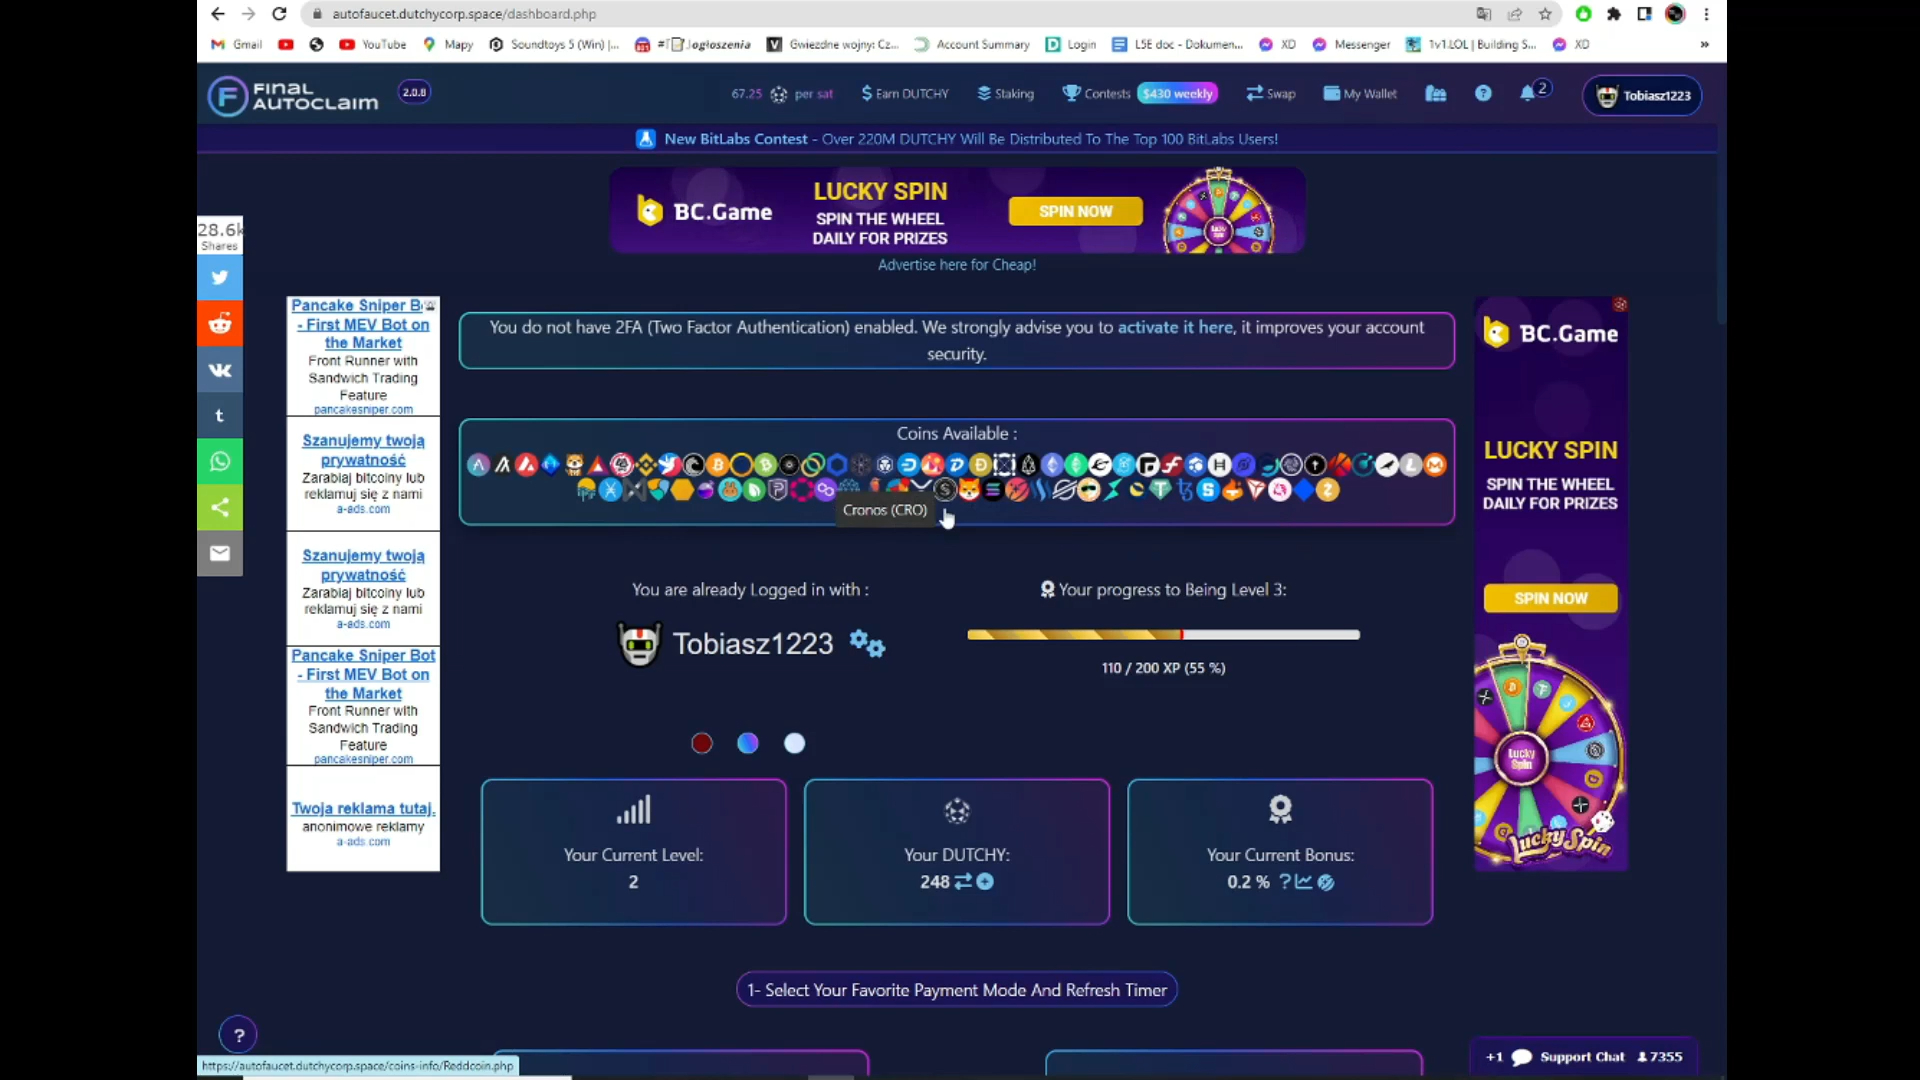 autofaucet.dutchycorp.space/dashboard.php
Gmail
YouTube
Mapy
Soundtoys 5 (Win) |...
ogłoszenia
Gwiezdne wojny: Cz...
Account Summary
Login
LSE doc - Dokumen...
XD
Messenger
1v1.LOL | Building S...
XD
»
FINAL AUTOCLAIM
2.0.8
67.25 per sat
Earn DUTCHY
Staking
Contests $430 weekly
Swap
My Wallet
2
Tobiasz1223
New BitLabs Contest - Over 220M DUTCHY Will Be Distributed To The Top 100 BitLabs Users!
BC.Game
LUCKY SPIN
SPIN THE WHEEL
DAILY FOR PRIZES
SPIN NOW
Advertise here for Cheap!
28.6k
Shares
Pancake Sniper B
- First MEV Bot on
the Market
Front Runner with
Sandwich Trading
Feature
pancakesniper.com
Szanujemy twoją
prywatność
Zarabiaj bitcoiny lub
reklamuj się z nami
a-ads.com
Szanujemy twoją
prywatność
Zarabiaj bitcoiny lub
reklamuj się z nami
a-ads.com
Pancake Sniper Bot
- First MEV Bot on
the Market
Front Runner with
Sandwich Trading
Feature
pancakesniper.com
Twoja reklama tutaj.
anonimowe reklamy
a-ads.com
You do not have 2FA (Two Factor Authentication) enabled. We strongly advise you to activate it here, it improves your account
security.
Coins Available :
Cronos (CRO)
You are already Logged in with :
Tobiasz1223
Your progress to Being Level 3:
110 / 200 XP (55 %)
Your Current Level:
2
Your DUTCHY:
248
Your Current Bonus:
0.2 % ?
1- Select Your Favorite Payment Mode And Refresh Timer
BC.Game
LUCKY SPIN
SPIN THE WHEEL
DAILY FOR PRIZES
SPIN NOW
Lucky
Spin
Lucky Spin
?
+1 Support Chat 7355
https://autofaucet.dutchycorp.space/coins-info/Reddcoin.php